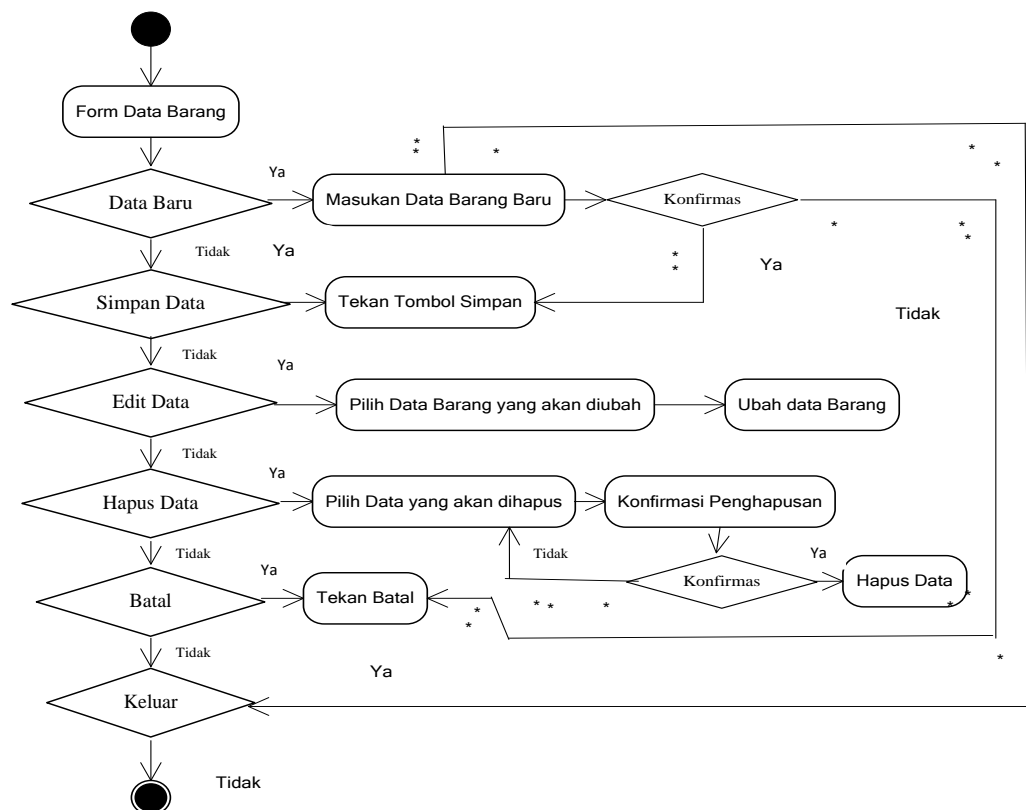 Form Data Barang
*
*
*
*
*
Ya
Data Baru
Masukan Data Barang Baru
Konfirmas
*
*
*
Tidak
Ya
*
*
Ya
Simpan Data
Tekan Tombol Simpan
Tidak
Tidak
Ya
Edit Data
Pilih Data Barang yang akan diubah
Ubah data Barang
Tidak
Ya
Hapus Data
Pilih Data yang akan dihapus
Konfirmasi Penghapusan
Tidak
Tidak
Ya
Ya
Konfirmas
Hapus Data
Batal
Tekan Batal
*
*
*
*
*
*
*
Tidak
*
Ya
Keluar
Tidak